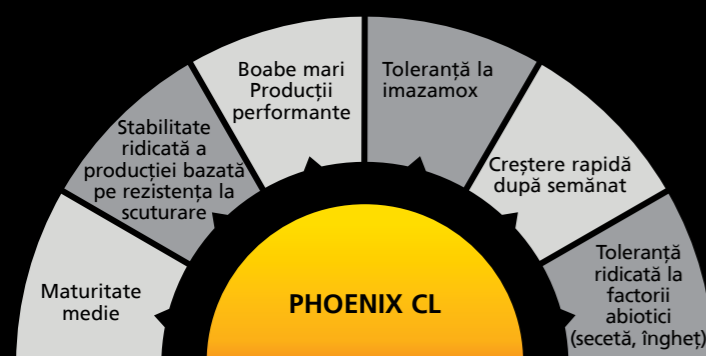 Maturitate
medie
Stabilitate
ridicată a
producției bazată
pe rezistența la
scuturare
Boabe mari
Producții
performante
Toleranță la
imazamox
Creștere rapidă
după semănat
Toleranță
ridicată la
factorii
abiotici
(secetă, îngheț)
PHOENIX CL